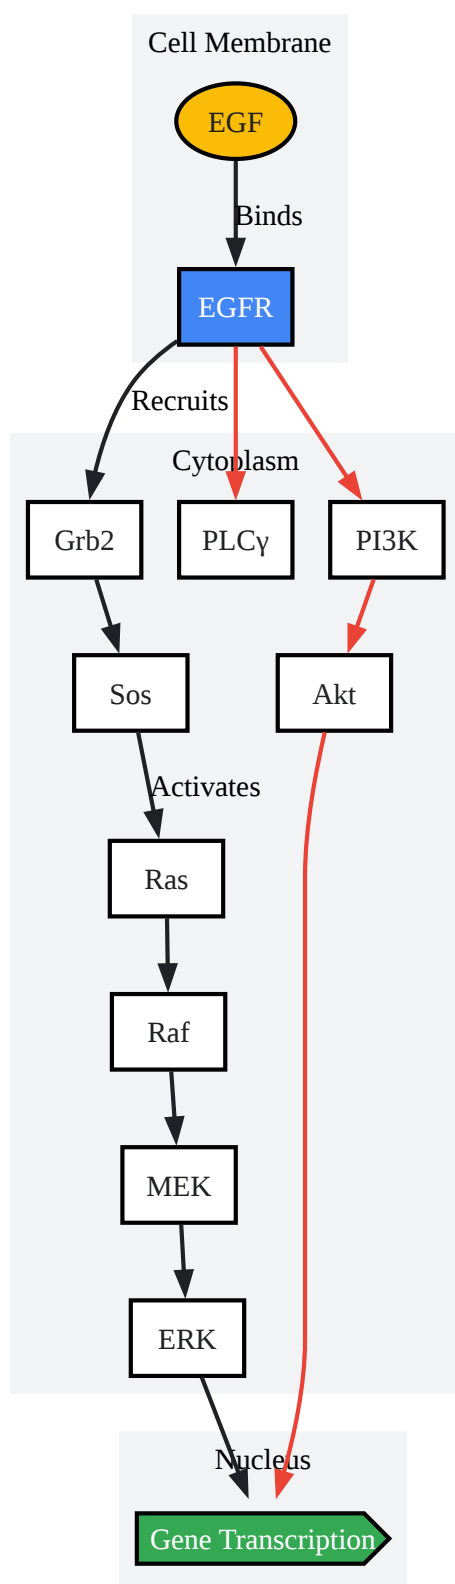 Cell Membrane
EGF
Binds
EGFR
Recruits
Cytoplasm
Grb2
PLCγ
PI3K
Sos
Akt
Activates
Ras
Raf
MEK
ERK
Nucleus
Gene Transcription